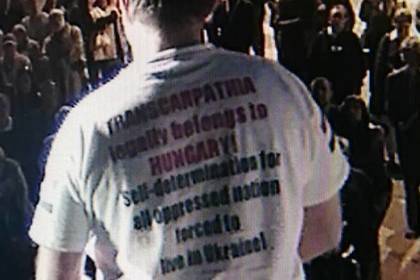 TRANSCARPATHIA
legally belongs to
HUNGARY!
Self-determination for
all oppressed nation
forced to
live in Ukraine!